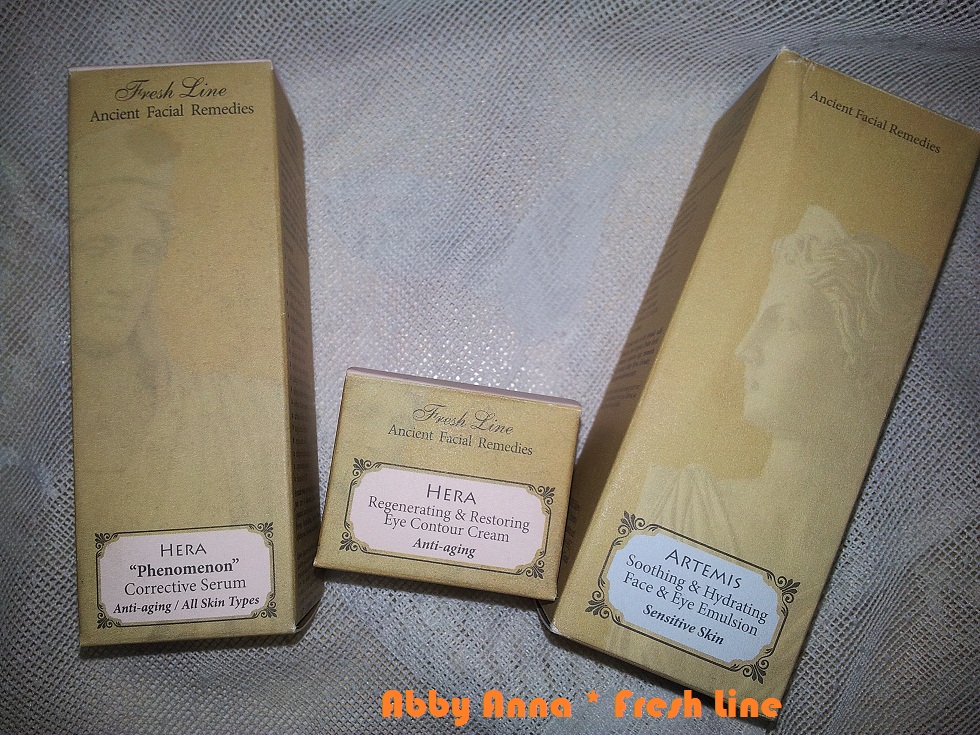 Fresh Line
Ancient Facial Remedies
HERA
“Phenomenon”
Corrective Serum
Anti-aging / All Skin Types
Fresh Line
Ancient Facial Remedies
HERA
Regenerating & Restoring
Eye Contour Cream
Anti-aging
Ancient Facial Remedies
ARTEMIS
Soothing & Hydrating
Face & Eye Emulsion
Sensitive Skin
Abby Anna * Fresh Line